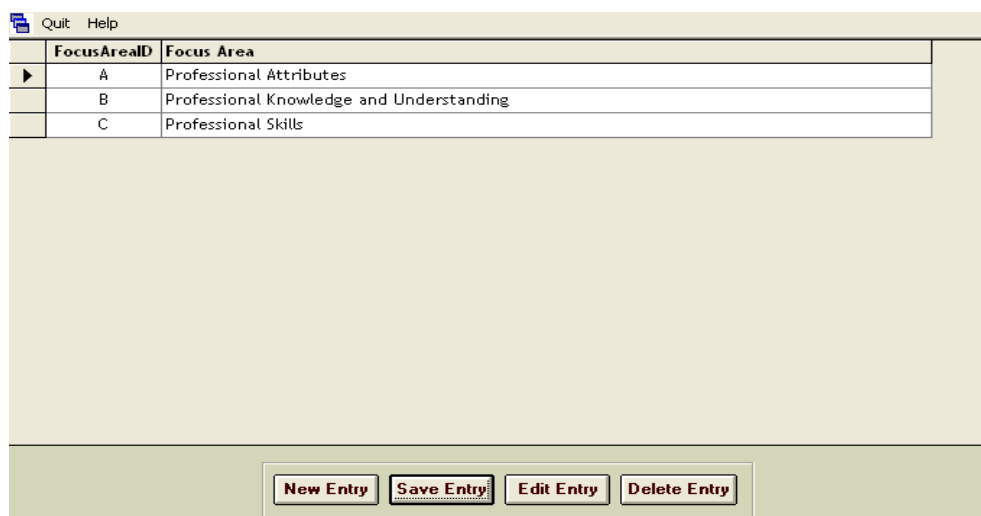 Quit Help
FocusAreaID Focus Area
A Professional Attributes
B Professional Knowledge and Understanding
C Professional Skills
New Entry Save Entry Edit Entry Delete Entry